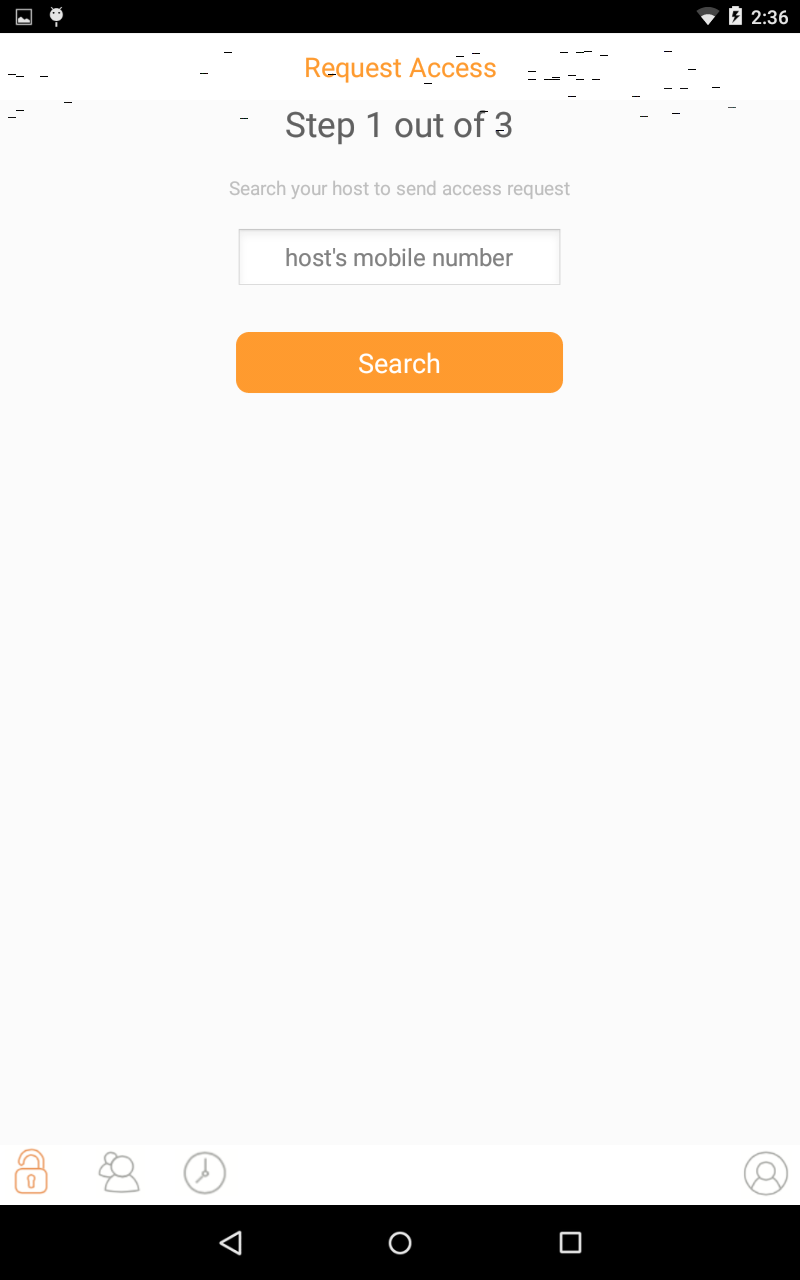 2:36
Request Access
Step 1 out of 3
Search your host to send access request
host's mobile number
Search